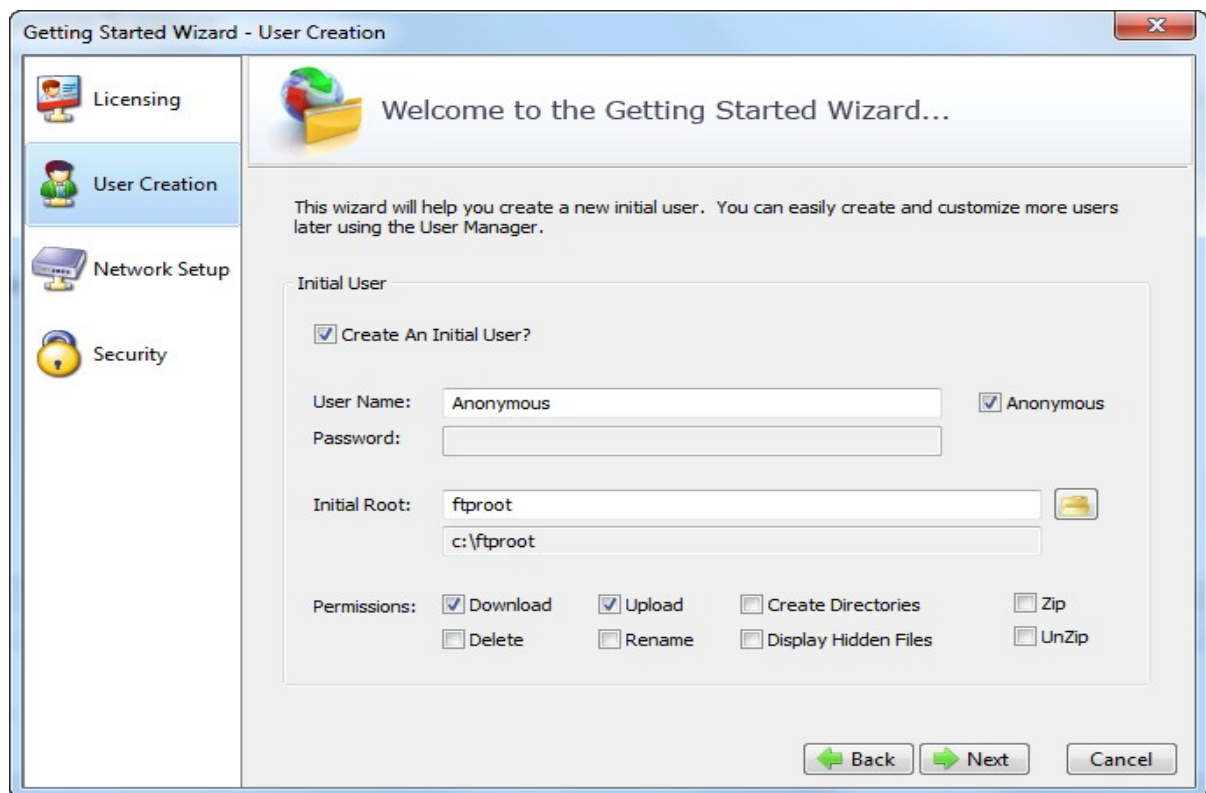 Getting Started Wizard - User Creation
Licensing
User Creation
Network Setup
Security
Welcome to the Getting Started Wizard...
This wizard will help you create a new initial user.  You can easily create and customize more users
later using the User Manager.
Initial User
Create An Initial User?
User Name: Anonymous Anonymous
Password:
Initial Root: ftproot
c:\ftproot
Permissions: Download Upload Create Directories Zip
Delete Rename Display Hidden Files UnZip
Back Next Cancel